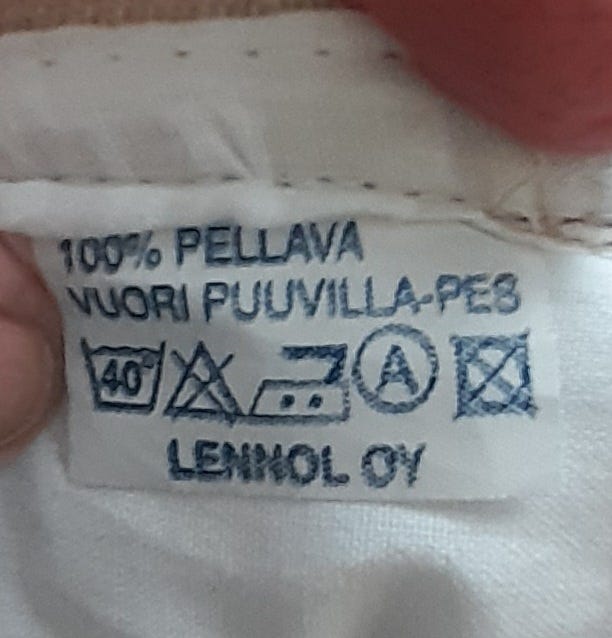 100% PELLAVA
VUORI PUUVILLA-PES
40° A
LENNOL OY